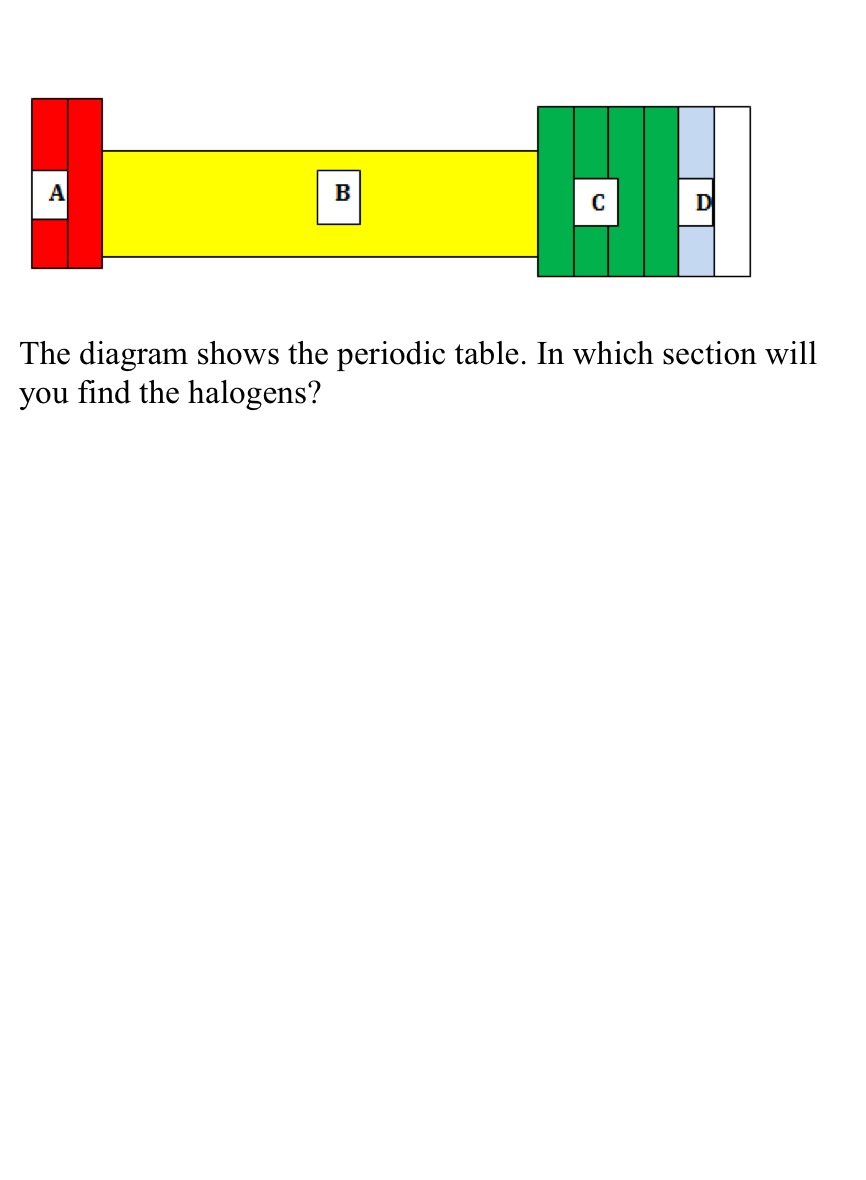 A
B
C
D
The diagram shows the periodic table. In which section will
you find the halogens?